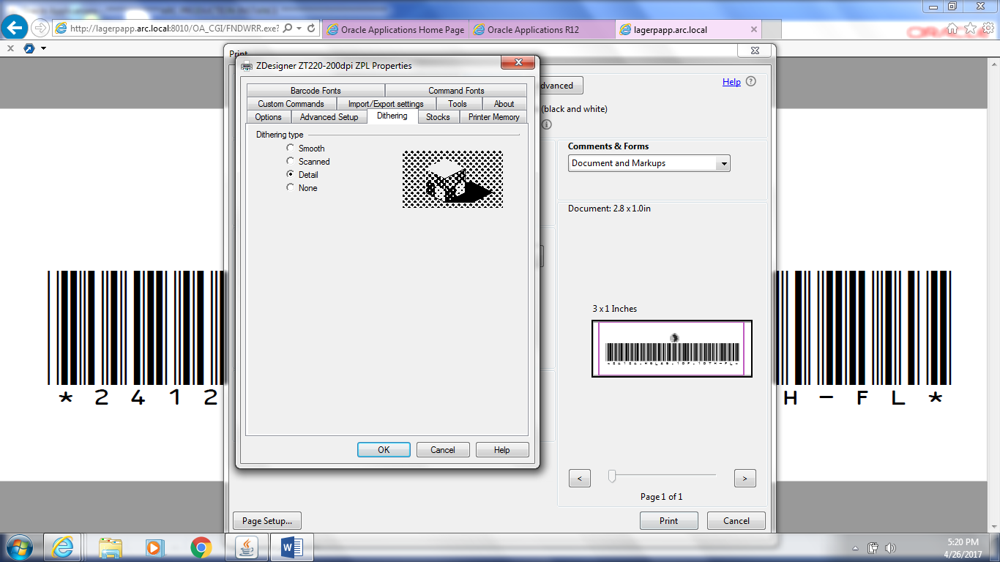 http://lagerpapp.arc.local:8010/OA_CGI/FNDWRR.exe?
Oracle Applications Home Page
Oracle Applications R12
lagerpapp.arc.local
Print
ZDesigner ZT220-200dpi ZPL Properties
Barcode Fonts
Command Fonts
Custom Commands
Import/Export settings
Tools
About
Options
Advanced Setup
Dithering
Stocks
Printer Memory
Dithering type
Smooth
Scanned
Detail
None
OK
Cancel
Help
dvanced
Help
(black and white)
Comments & Forms
Document and Markups
Document: 2.8 x 1.0in
3 x 1 Inches
<
>
Page 1 of 1
Page Setup...
Print
Cancel
* 2 4 1 2
H - F L *
5:20 PM
4/26/2017